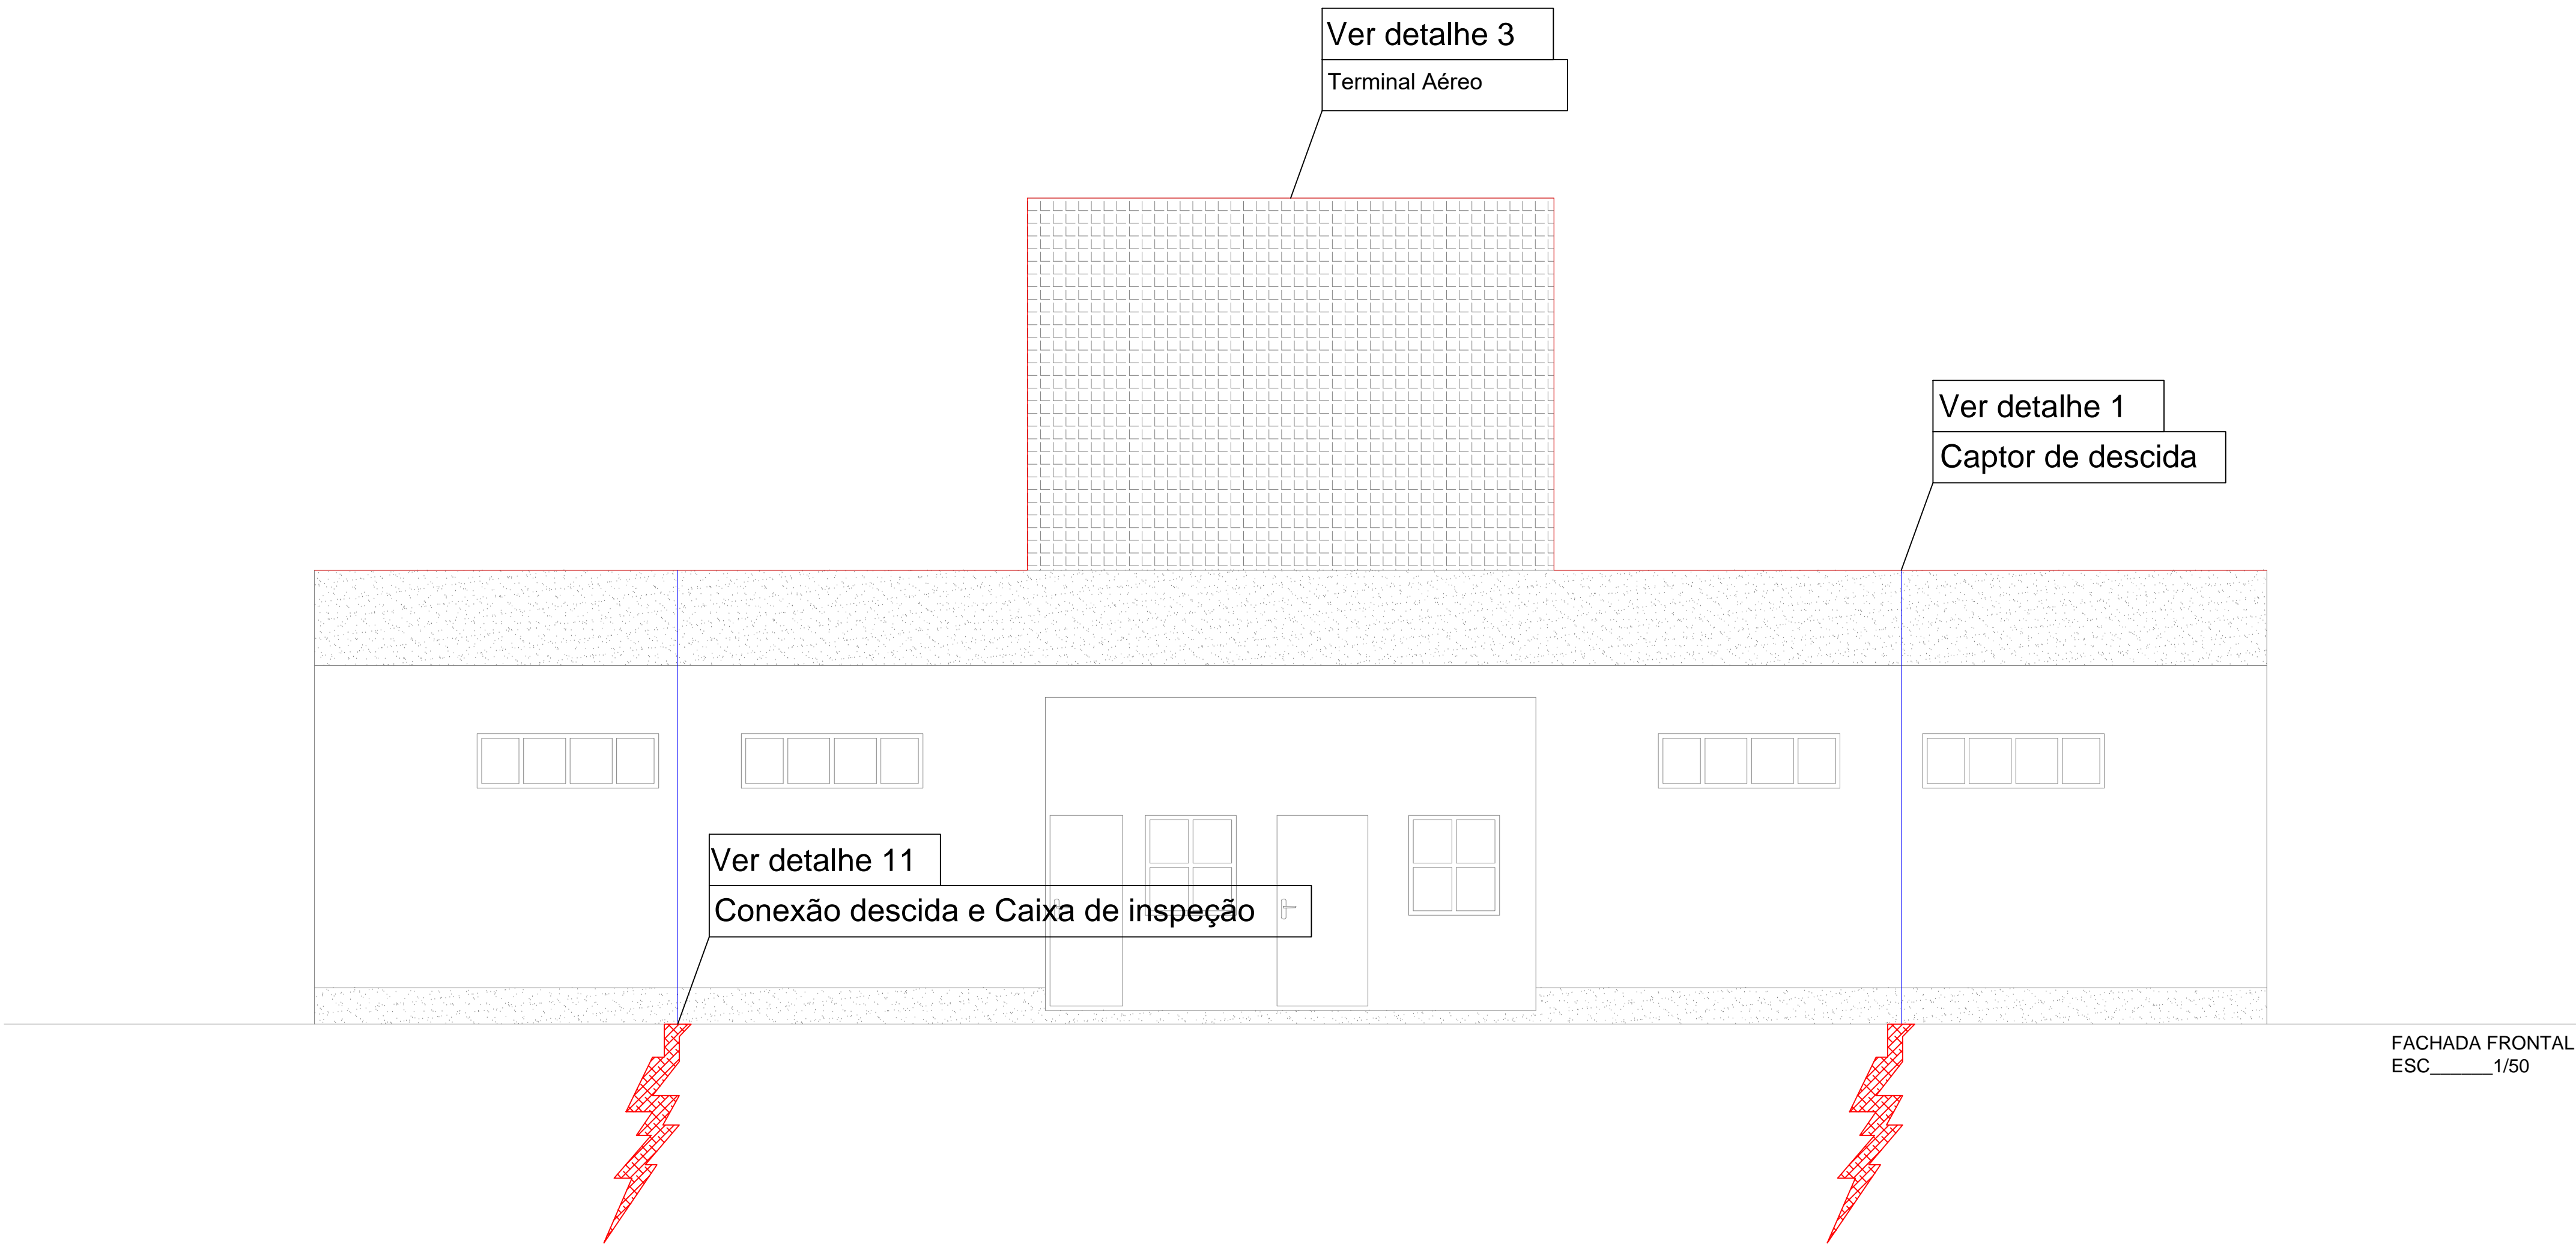 Ver detalhe 3
Terminal Aéreo
Ver detalhe 1
Captor de descida
Ver detalhe 11
Conexão descida e Caixa de inspeção
FACHADA FRONTAL
ESC______1/50